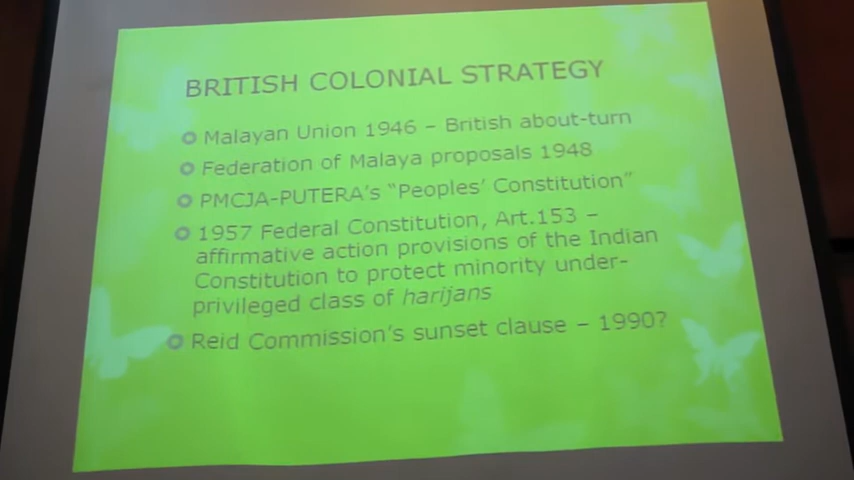 BRITISH COLONIAL STRATEGY
Malayan Union 1946 – British about-turn
Federation of Malaya proposals 1948
PMCJA-PUTERA's "Peoples' Constitution"
1957 Federal Constitution, Art.153 –
affirmative action provisions of the Indian
Constitution to protect minority under-
privileged class of harijans
Reid Commission's sunset clause – 1990?